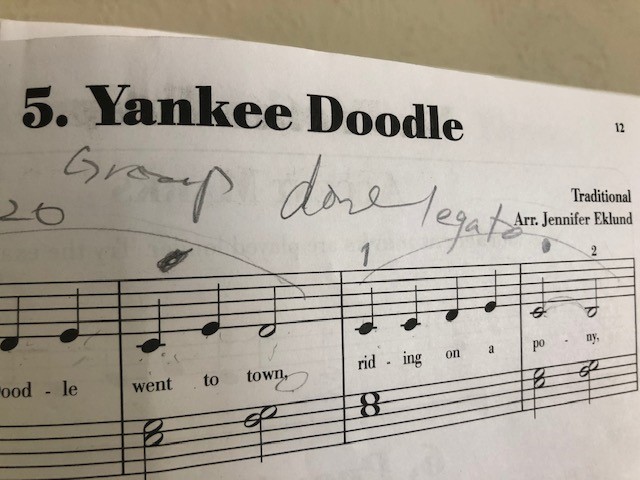 5. Yankee Doodle
12
Group done legato
20
Traditional
Arr. Jennifer Eklund
1 2
ood - le went to town, rid - ing on a po - ny,